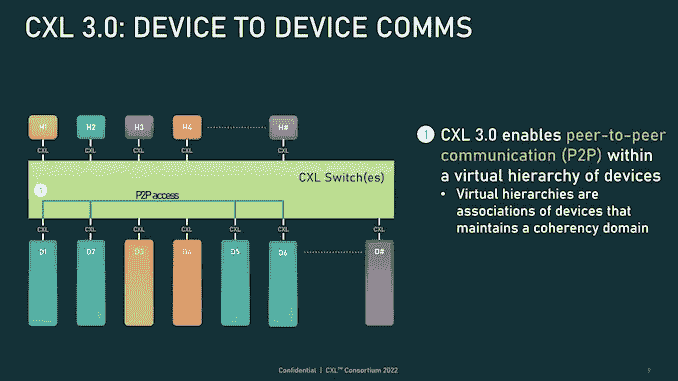 CXL 3.0: DEVICE TO DEVICE COMMS
H1 H2 H3 H4 H#
CXL CXL CXL CXL CXL
CXL Switch(es)
1
P2P access
CXL CXL CXL CXL CXL CXL CXL
D1 D2 D3 D4 D5 D6 D#
1 CXL 3.0 enables peer-to-peer
communication (P2P) within
a virtual hierarchy of devices
• Virtual hierarchies are
associations of devices that
maintains a coherency domain
Confidential | CXL™ Consortium 2022
9